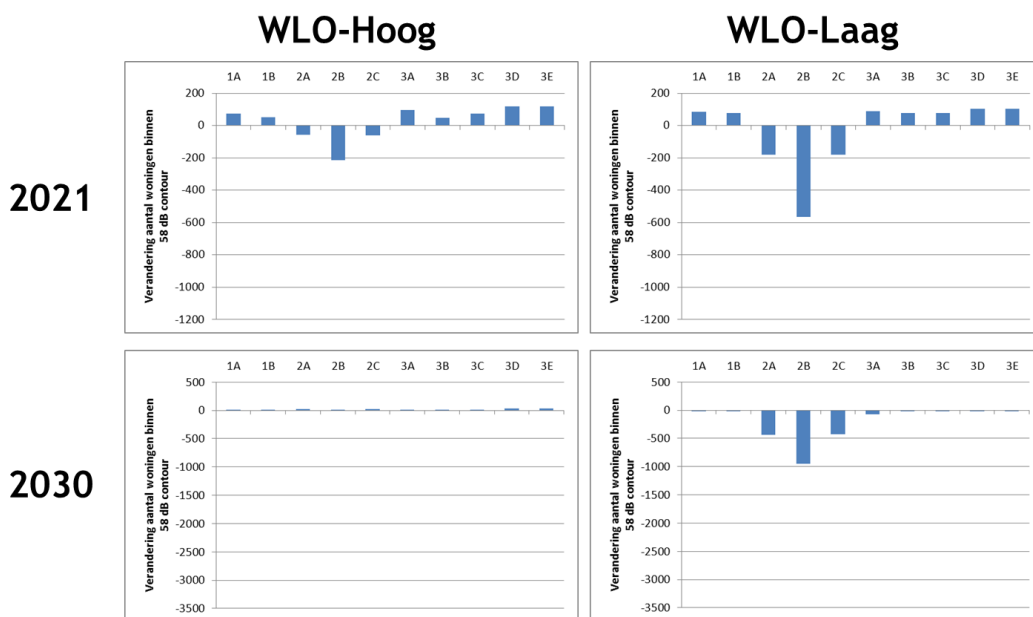 WLO-Hoog WLO-Laag
2021
1A 1B 2A 2B 2C 3A 3B 3C 3D 3E
Verandering aantal woningen binnen
58 dB contour
200
0
-200
-400
-600
-800
-1000
-1200
1A 1B 2A 2B 2C 3A 3B 3C 3D 3E
Verandering aantal woningen binnen
58 dB contour
200
0
-200
-400
-600
-800
-1000
-1200
2030
1A 1B 2A 2B 2C 3A 3B 3C 3D 3E
Verandering aantal woningen binnen
58 dB contour
500
0
-500
-1000
-1500
-2000
-2500
-3000
-3500
1A 1B 2A 2B 2C 3A 3B 3C 3D 3E
Verandering aantal woningen binnen
58 dB contour
500
0
-500
-1000
-1500
-2000
-2500
-3000
-3500